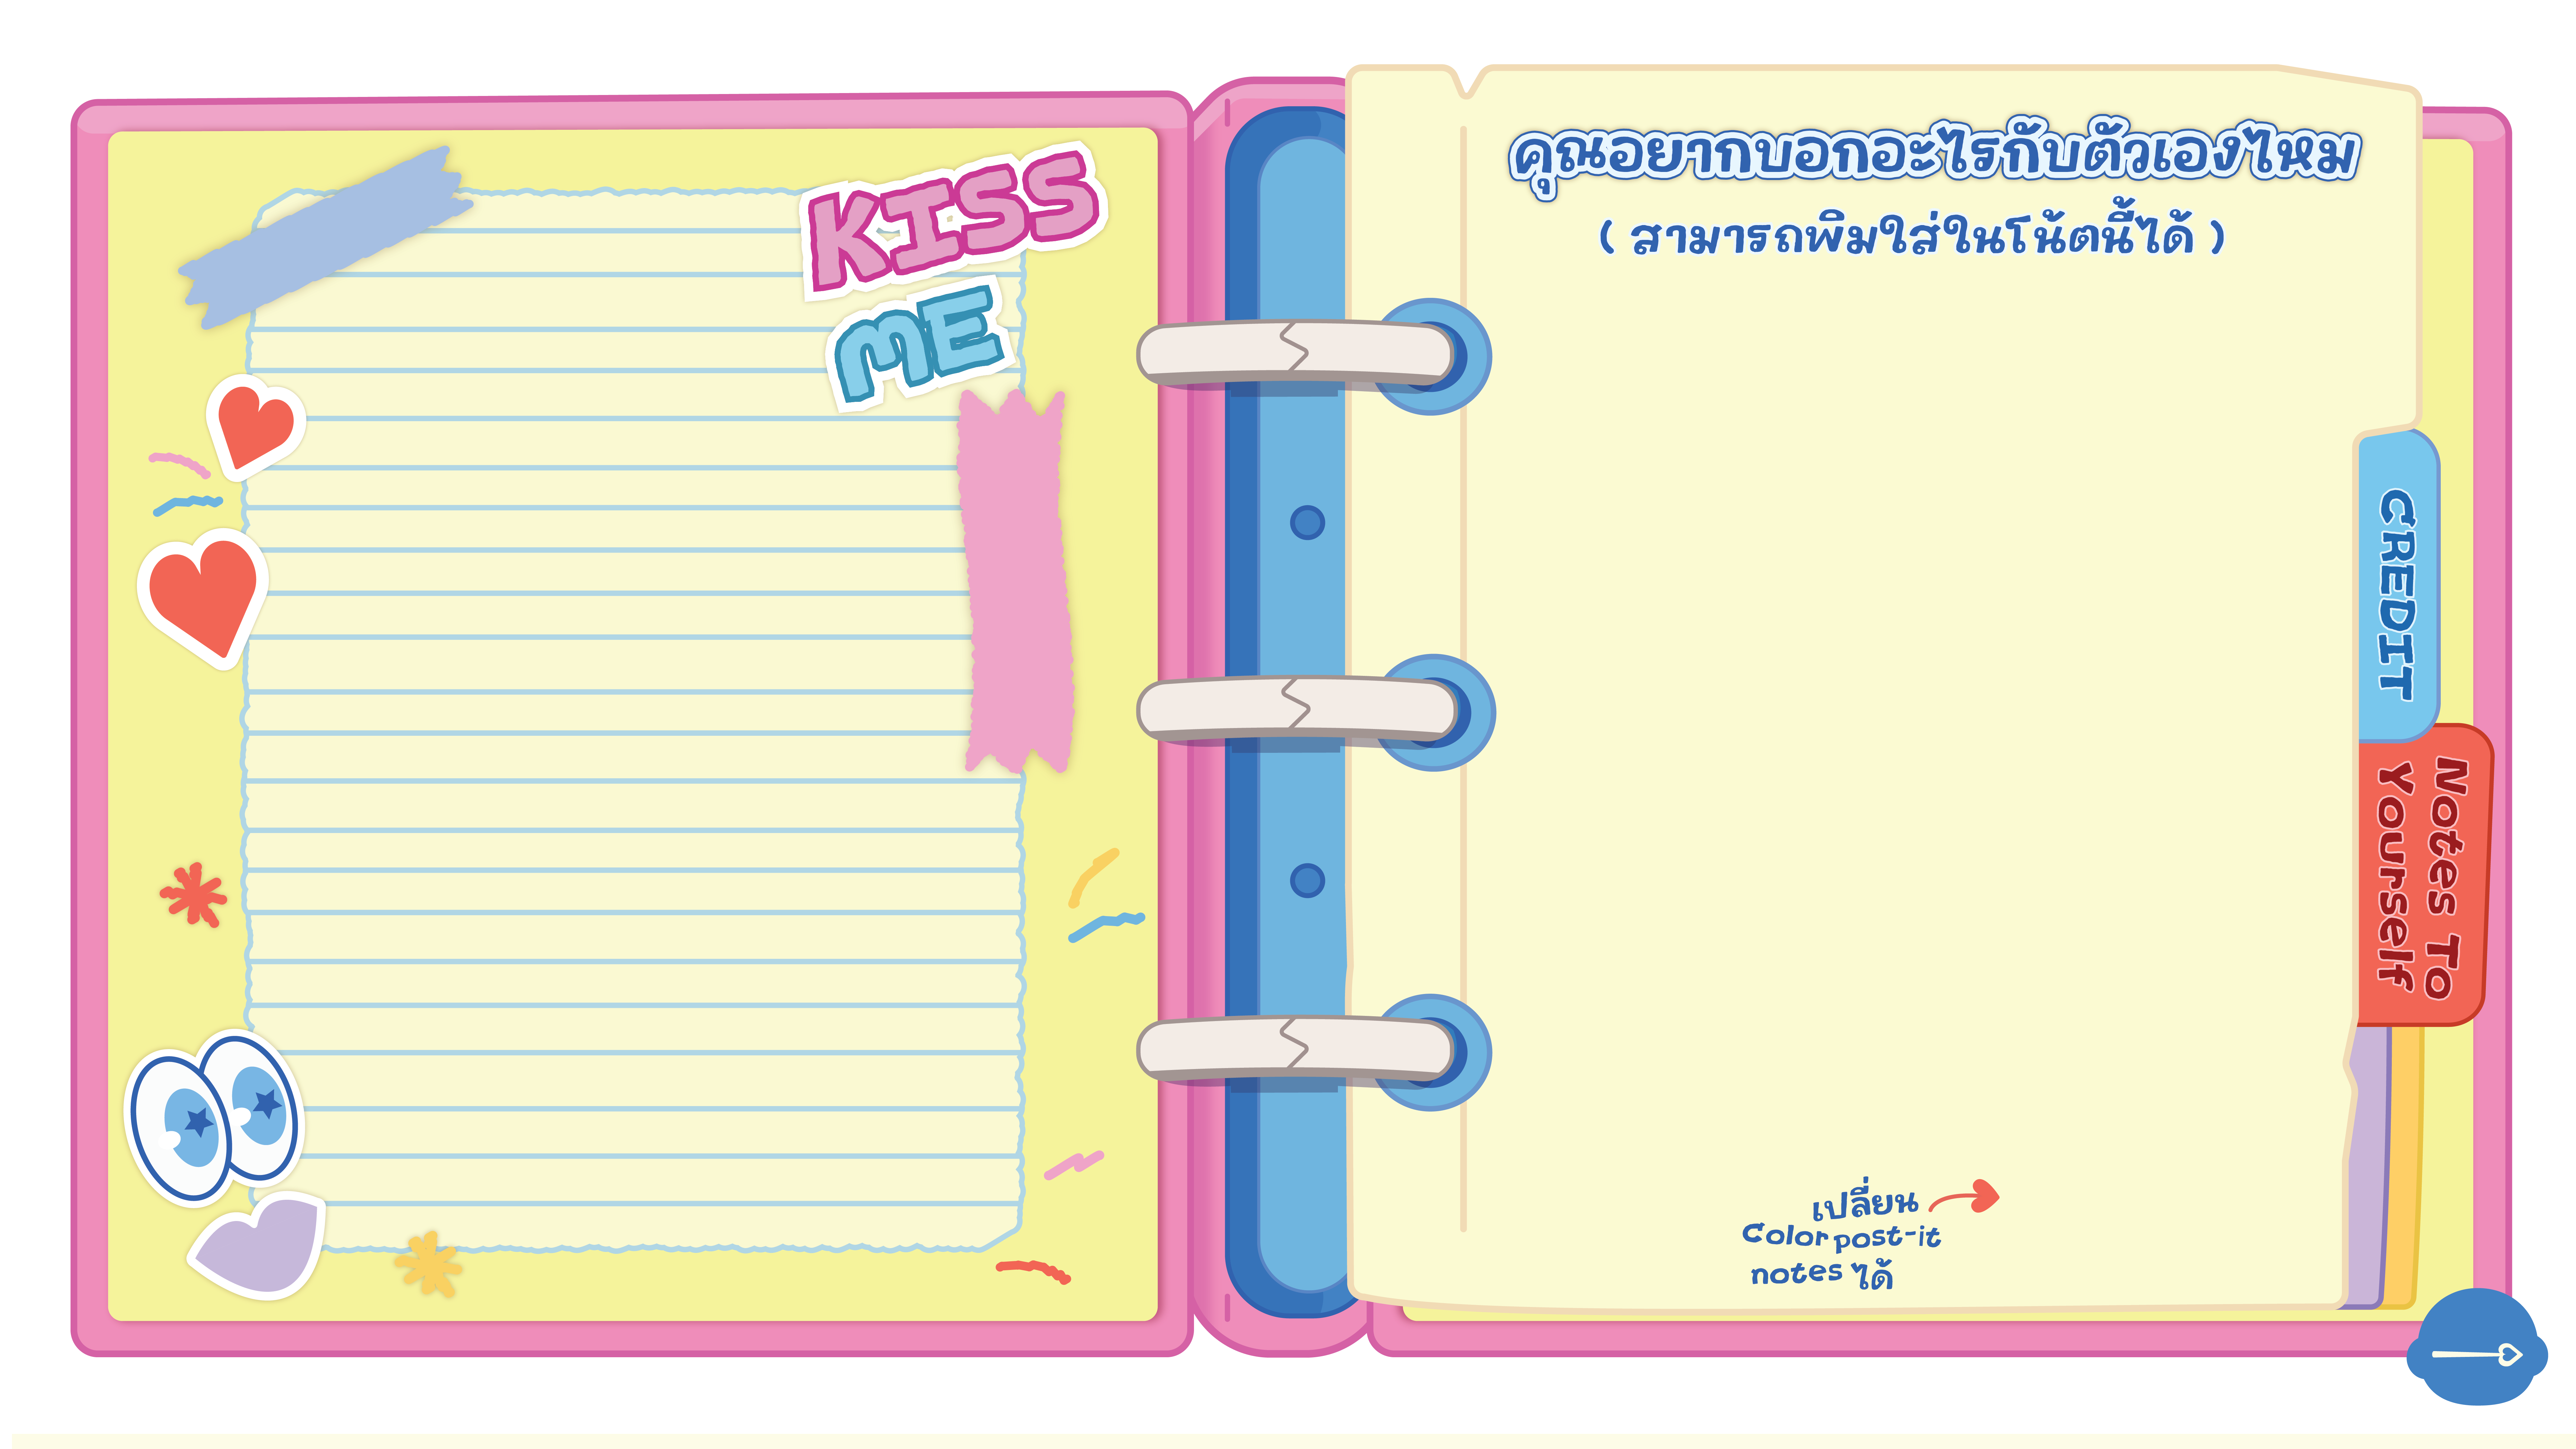 KISS
ME
คุณอยากบอกอะไรกับตัวเองไหม
( สามารถพิมใส่ในโน้ตนี้ได้ )
CREDIT
Notes To
Yourself
เปลี่ยน
Color post-it
notes ได้